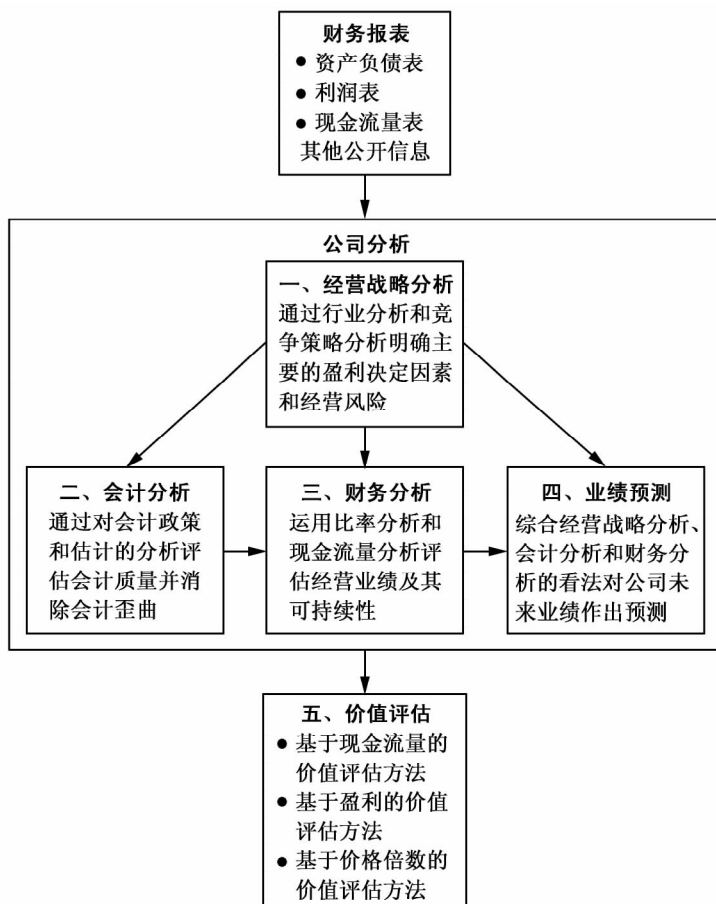 财务报表
● 资产负债表
● 利润表
● 现金流量表
其他公开信息
公司分析
一、经营战略分析
通过行业分析和竞
争策略分析明确主
要的盈利决定因素
和经营风险
二、会计分析
通过对会计政策
和估计的分析评
估会计质量并消
除会计歪曲
三、财务分析
运用比率分析和
现金流量分析评
估经营业绩及其
可持续性
四、业绩预测
综合经营战略分析、
会计分析和财务分
析的看法对公司未
来业绩作出预测
五、价值评估
● 基于现金流量的
价值评估方法
● 基于盈利的价值
评估方法
● 基于价格倍数的
价值评估方法